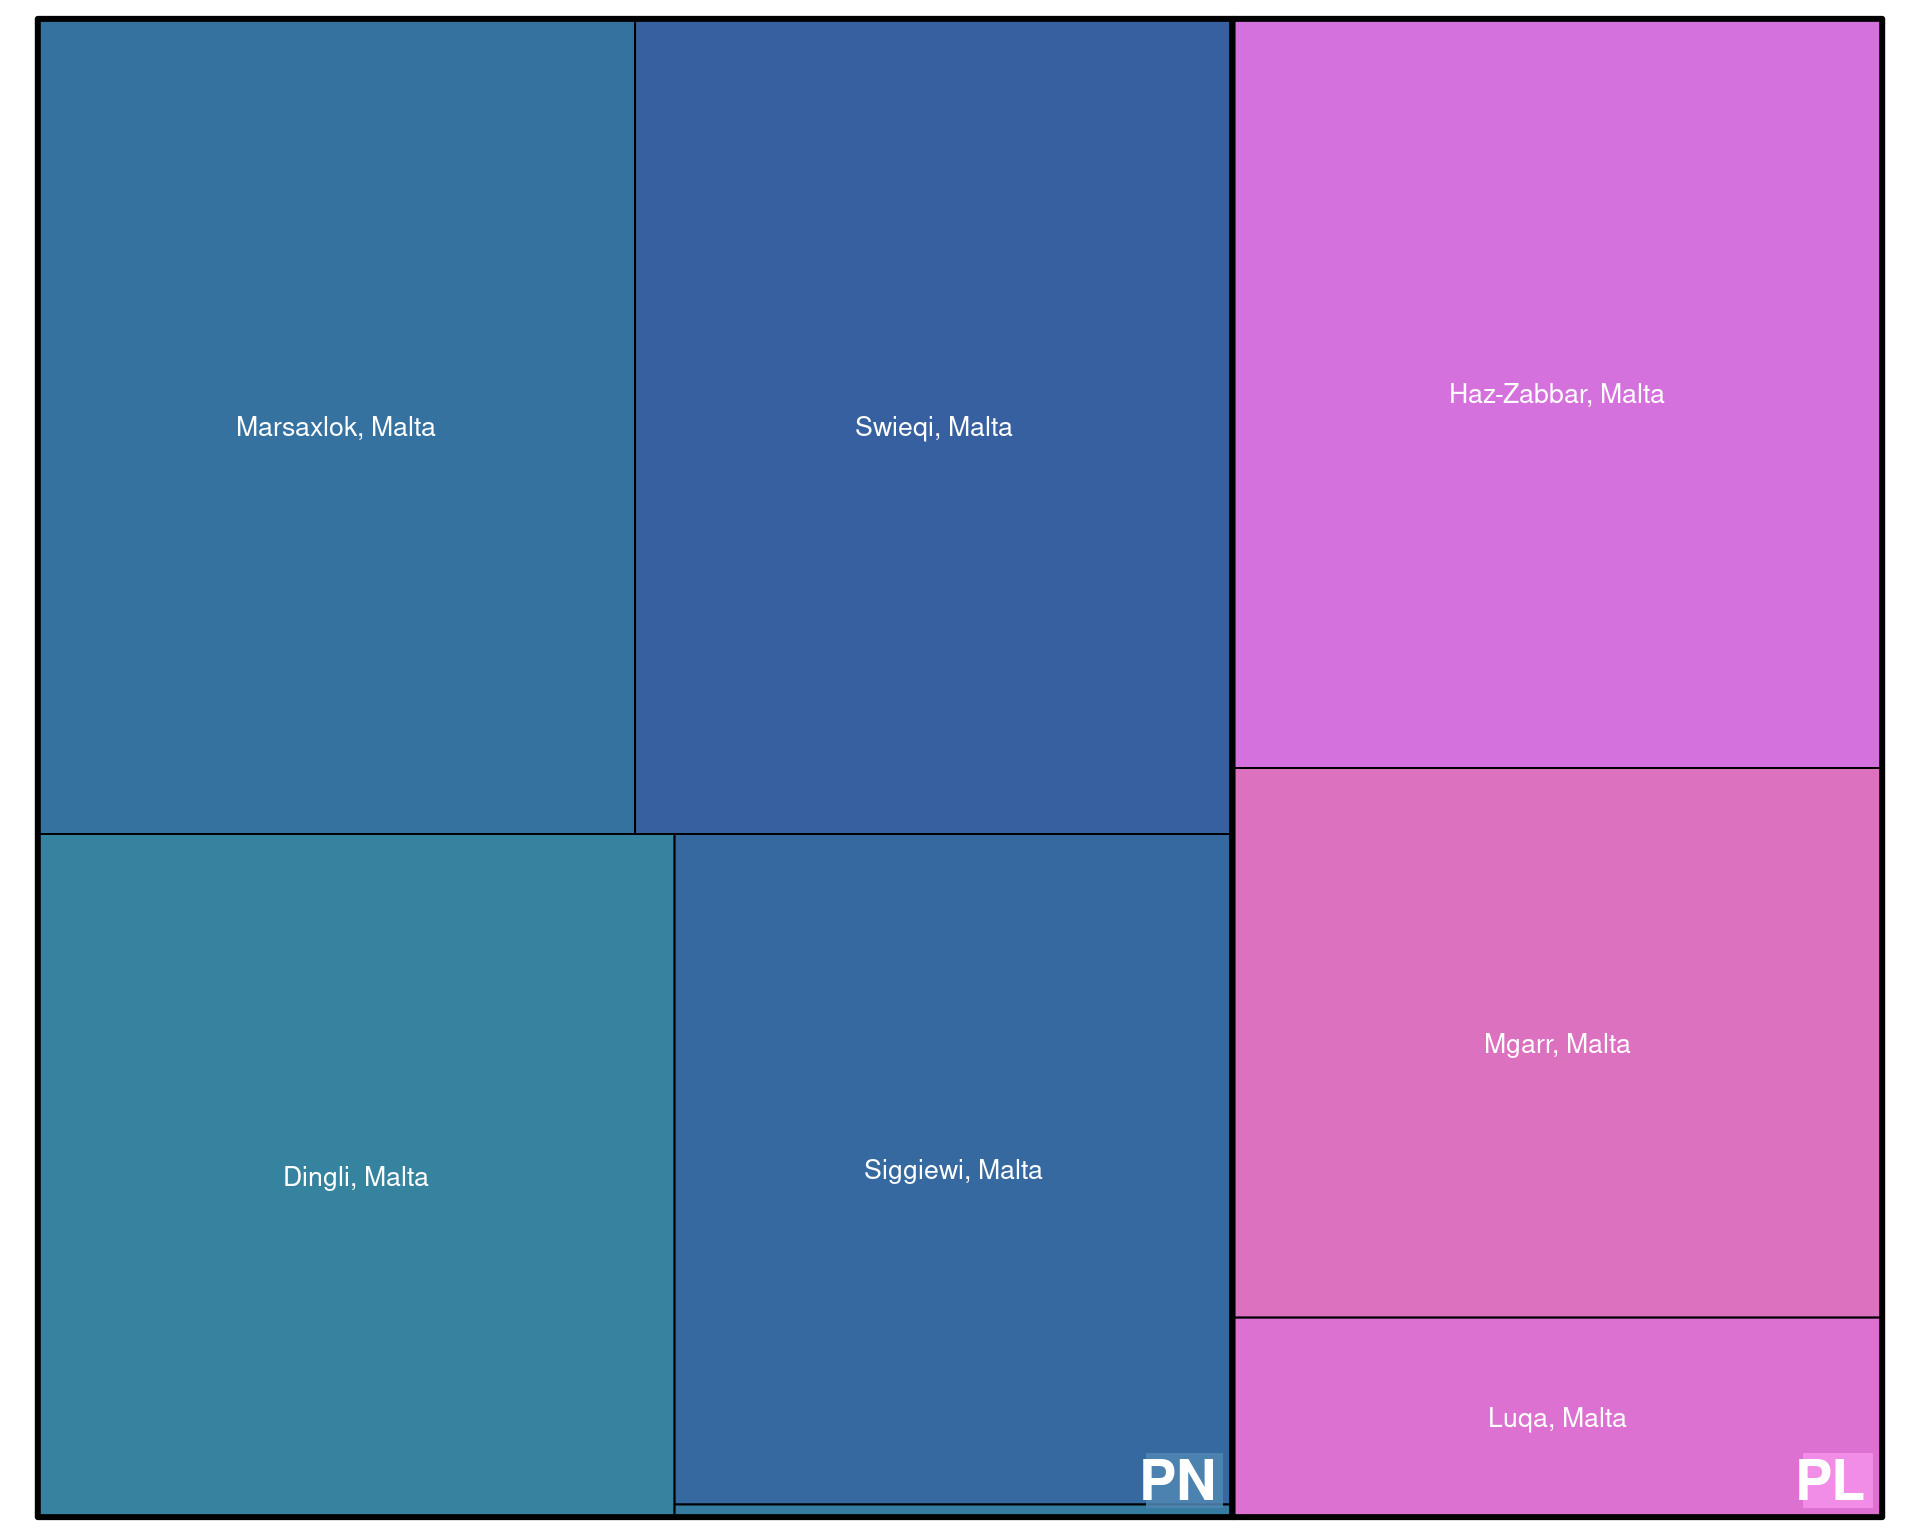 Marsaxlok, Malta
Swieqi, Malta
Haz-Zabbar, Malta
Mgarr, Malta
Dingli, Malta
Siggiewi, Malta
Luqa, Malta
PN
PL